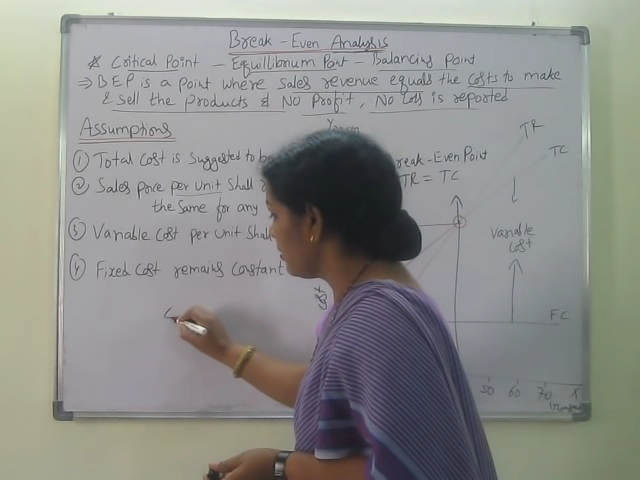 Break - Even Analysis
* Critical Point - Equilibrium Point - Balancing Point
⇒ BEP is a point where sales revenue equals the costs to make
& sell the products & No Profit, No Loss is reported
Assumptions
① Total Cost is suggested to b
② Sales price per unit shall
the same for any
③ Variable Cost per unit shall
④ Fixed Cost remains Constant
Y
reak-Even Point
TR = TC
TR
TC
Variable
Cost
Cost
FC
50 60 70 X